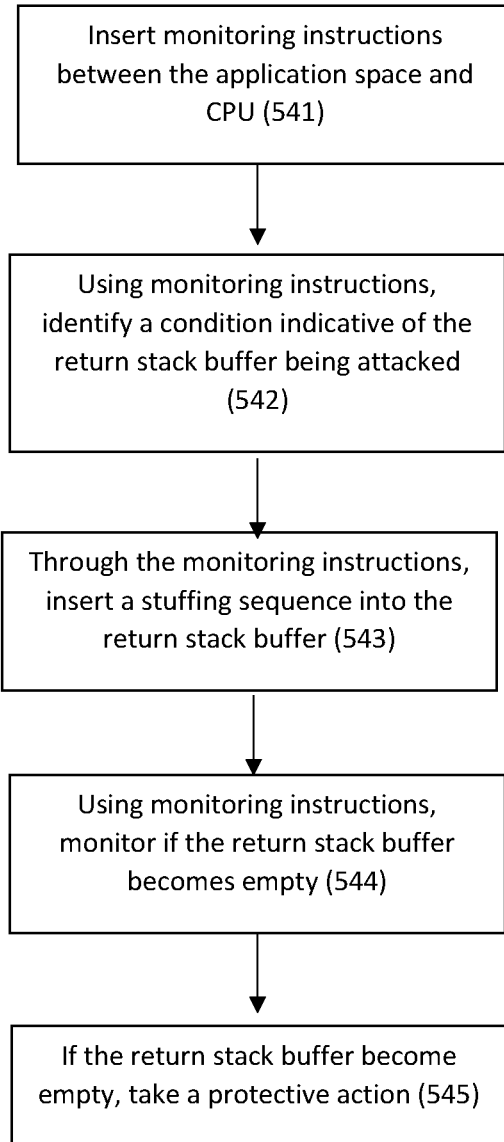 Insert monitoring instructions
between the application space and
CPU (541)
Using monitoring instructions,
identify a condition indicative of the
return stack buffer being attacked
(542)
Through the monitoring instructions,
insert a stuffing sequence into the
return stack buffer (543)
Using monitoring instructions,
monitor if the return stack buffer
becomes empty (544)
If the return stack buffer become
empty, take a protective action (545)